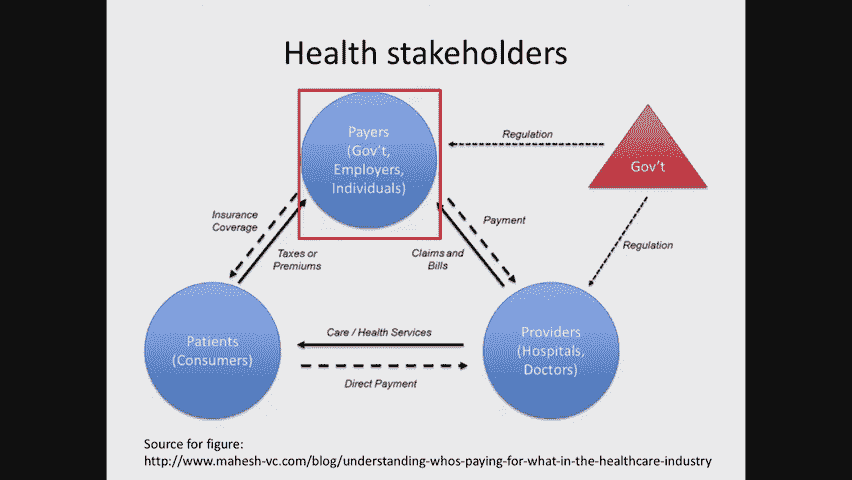 Health stakeholders
Payers
(Gov't,
Employers,
Individuals)
Regulation
Gov't
Insurance
Coverage
Taxes or
Premiums
Claims and
Bills
Payment
Regulation
Patients
(Consumers)
Care / Health Services
Direct Payment
Providers
(Hospitals,
Doctors)
Source for figure:
http://www.mahesh-vc.com/blog/understanding-whos-paying-for-what-in-the-healthcare-industry